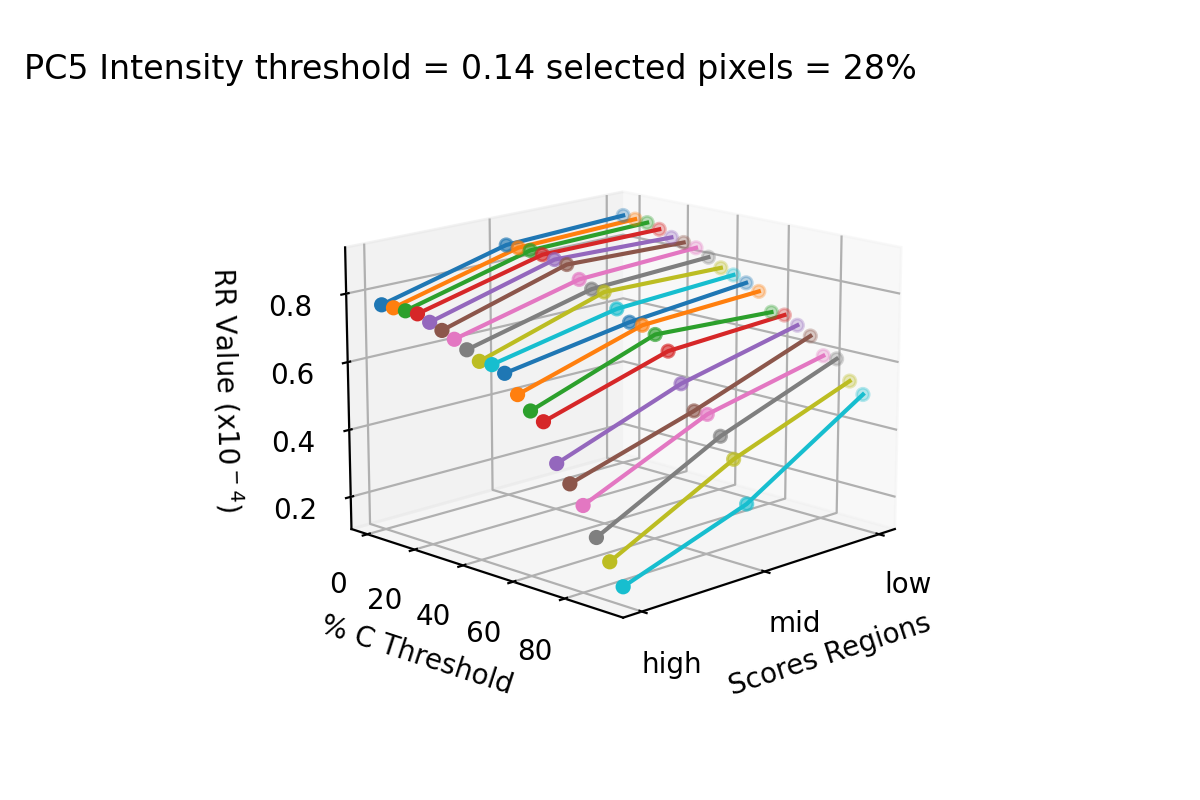 PC5 Intensity threshold = 0.14 selected pixels = 28%
RR Value (x10⁻⁴)
0.8
0.6
0.4
0.2
0
20
40
60
80
% C Threshold
high
mid
low
Scores Regions